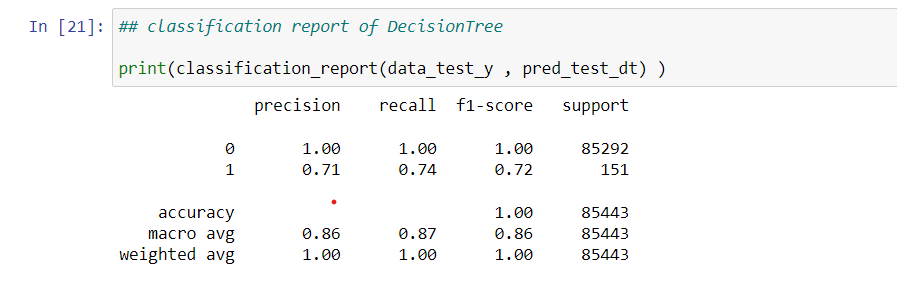 In [21]: ## classification report of DecisionTree
print(classification_report(data_test_y , pred_test_dt) )
precision recall f1-score support
0 1.00 1.00 1.00 85292
1 0.71 0.74 0.72 151
accuracy 1.00 85443
macro avg 0.86 0.87 0.86 85443
weighted avg 1.00 1.00 1.00 85443